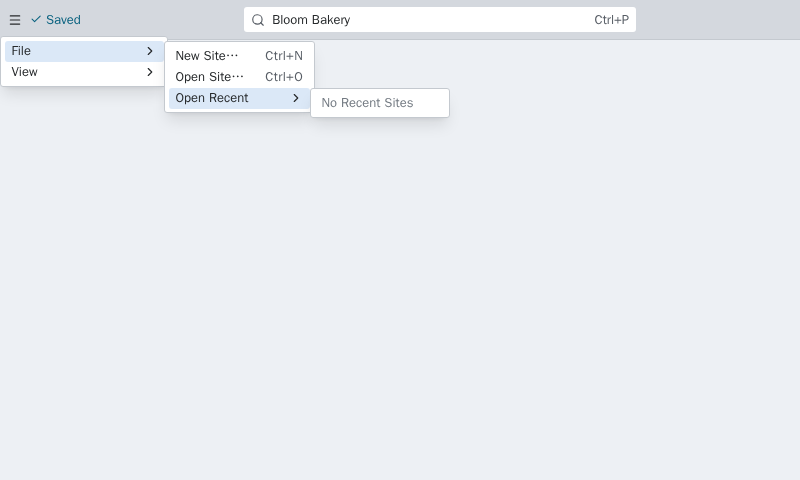 Saved
Bloom Bakery
Ctrl+P
File
View
New Site··· Ctrl+N
Open Site··· Ctrl+O
Open Recent
No Recent Sites